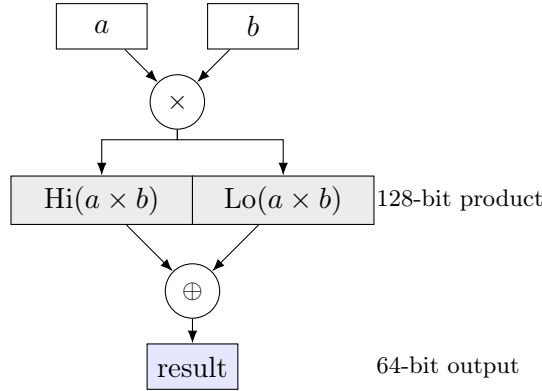 a b
×
Hi(a × b) Lo(a × b) 128-bit product
⊕
result 64-bit output